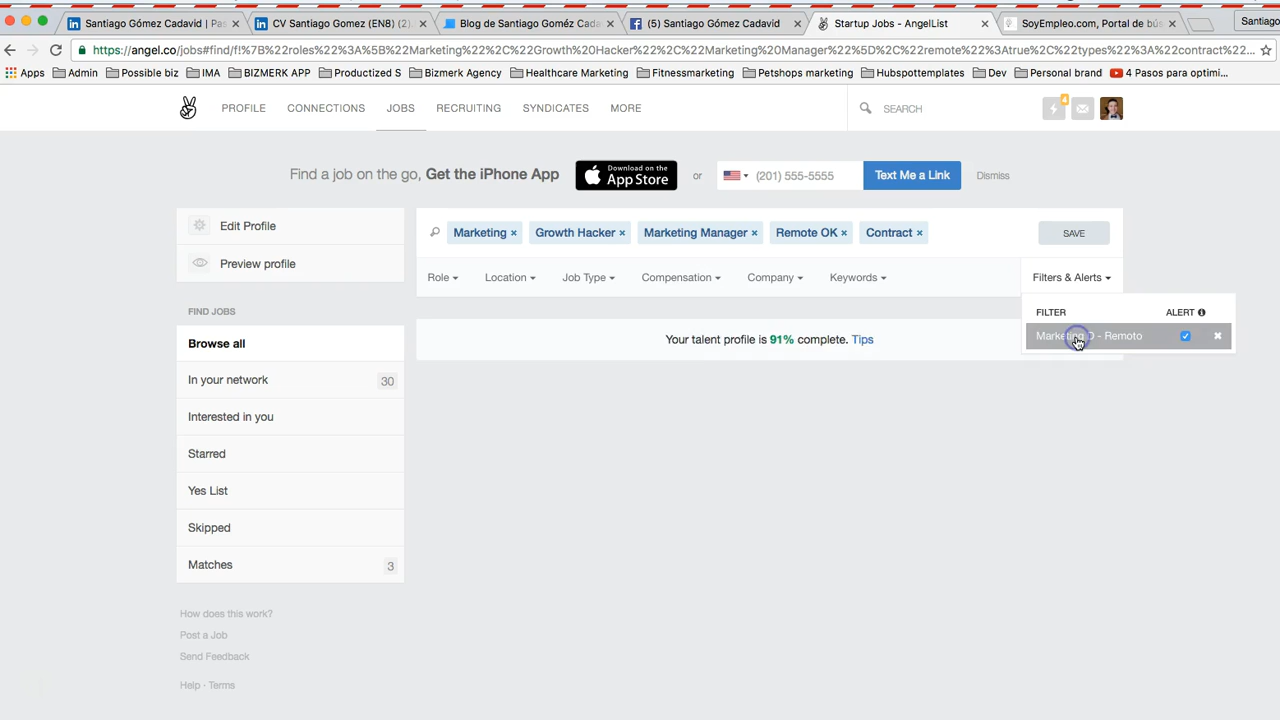 Santiago Gómez Cadavid | Pas
CV Santiago Gomez (EN8) (2)
Blog de Santiago Goméz Cada
(5) Santiago Gómez Cadavid
Startup Jobs - AngelList
SoyEmpleo.com, Portal de bús
Santiago
https://angel.co/jobs#find/f!%7B%22roles%22%3A%5B%22Marketing%22%2C%22Growth%20Hacker%22%2C%22Marketing%20Manager%22%5D%2C%22remote%22%3Atrue%2C%22types%22%3A%22contract%22%2C...
Apps Admin Possible biz IMA BIZMERK APP Productized S Bizmerk Agency Healthcare Marketing Fitnessmarketing Petshops marketing Hubspottemplates Dev Personal brand 4 Pasos para optimi...
PROFILE CONNECTIONS JOBS RECRUITING SYNDICATES MORE SEARCH 4
Find a job on the go, Get the iPhone App Download on the App Store or (201) 555-5555 Text Me a Link Dismiss
Edit Profile
Preview profile
FIND JOBS
Browse all
In your network 30
Interested in you
Starred
Yes List
Skipped
Matches 3
How does this work?
Post a Job
Send Feedback
Help · Terms
Marketing × Growth Hacker × Marketing Manager × Remote OK × Contract × SAVE
Role Location Job Type Compensation Company Keywords Filters & Alerts
FILTER ALERT
Marketing D - Remoto
Your talent profile is 91% complete. Tips